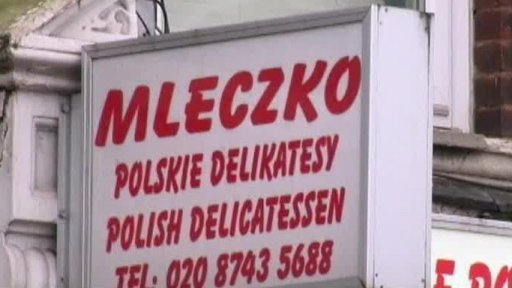 MLECZKO
POLSKIE DELIKATESY
POLISH DELICATESSEN
TEL: 020 8743 5688